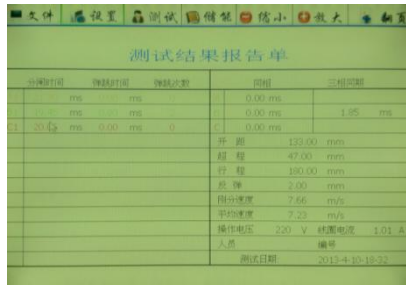 文件 设置 测试 储能 缩小 放大
测试结果报告单
分闸时间 弹跳时间 弹跳次数 同相 三相同期
ms ms A 0.00 ms
ms ms B 0.00 ms 1.85 ms
C1 20. ms 0.00 ms 0 C 0.00 ms
开 距 133.00 mm
超 程 47.00 mm
行 程 180.00 mm
反 弹 2.00 mm
刚分速度 7.66 m/s
平均速度 7.23 m/s
操作电压 220 V 线圈电流 1.01 A
人员 编号
测试日期 2013-4-10-18-32